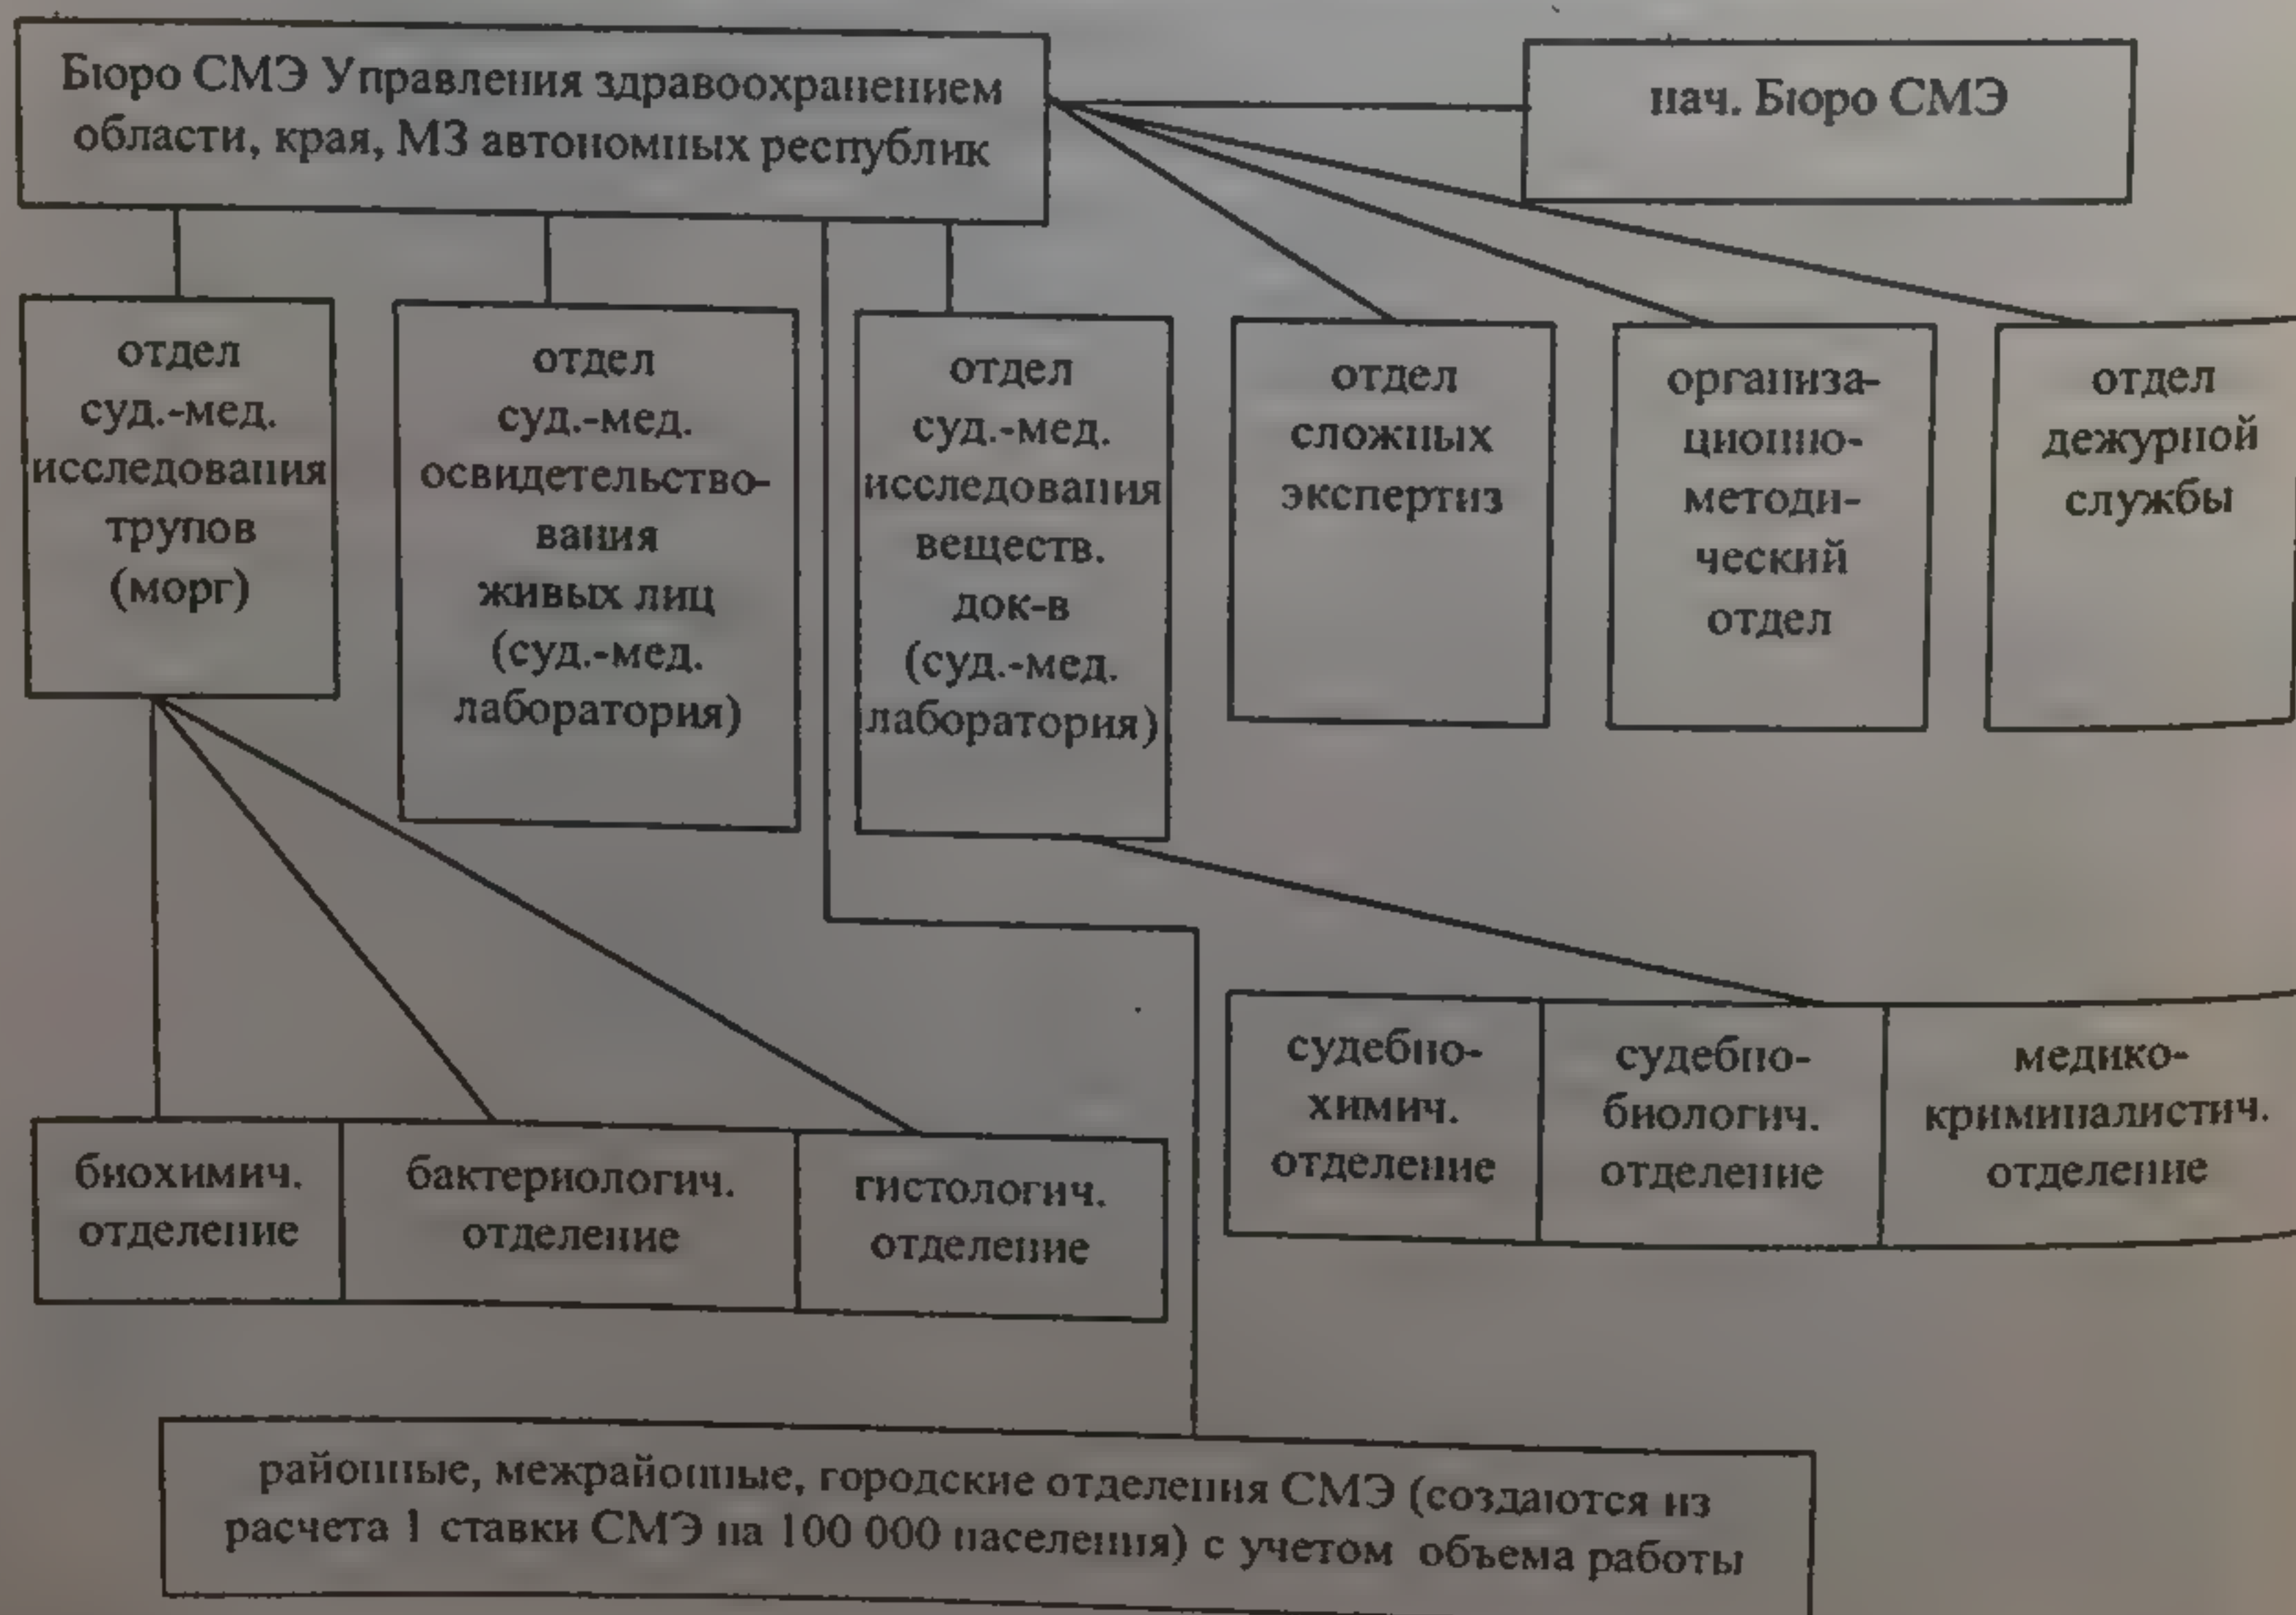 Бюро СМЭ Управления здравоохранением
области, края, МЗ автономных республик
нач. Бюро СМЭ
отдел
суд.-мед.
исследования
трупов
(морг)
отдел
суд.-мед.
освидетельство-
вания
живых лиц
(суд.-мед.
лаборатория)
отдел
суд.-мед.
исследования
веществ.
док-в
(суд.-мед.
лаборатория)
отдел
сложных
экспертиз
организа-
ционно-
методи-
ческий
отдел
отдел
дежурной
службы
биохимич.
отделение
бактериологич.
отделение
гистологич.
отделение
судебно-
химич.
отделение
судебно-
биологич.
отделение
медико-
криминалистич.
отделение
районные, межрайонные, городские отделения СМЭ (создаются из
расчета 1 ставки СМЭ на 100 000 населения) с учетом объема работы